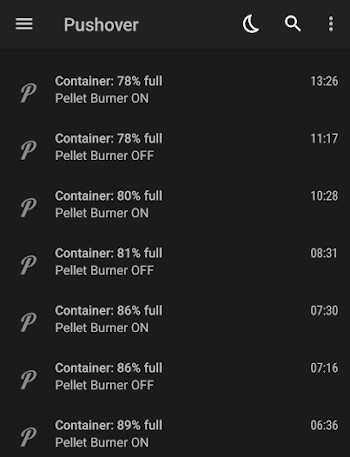 Pushover
Container: 78% full 13:26
Pellet Burner ON
Container: 78% full 11:17
Pellet Burner OFF
Container: 80% full 10:28
Pellet Burner ON
Container: 81% full 08:31
Pellet Burner OFF
Container: 86% full 07:30
Pellet Burner ON
Container: 86% full 07:16
Pellet Burner OFF
Container: 89% full 06:36
Pellet Burner ON